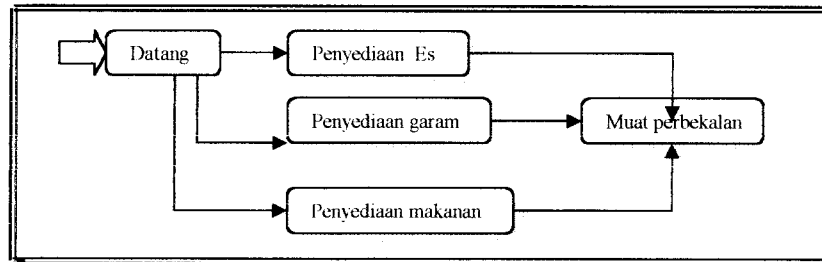 Datang
Penyediaan Es
Penyediaan garam
Muat perbekalan
Penyediaan makanan